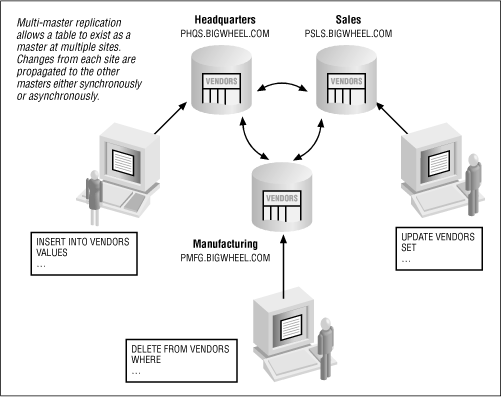 Multi-master replication
allows a table to exist as a
master at multiple sites.
Changes from each site are
propagated to the other
masters either synchronously
or asynchronously.
Headquarters
PHQS.BIGWHEEL.COM
Sales
PSLS.BIGWHEEL.COM
VENDORS
VENDORS
VENDORS
Manufacturing
PMFG.BIGWHEEL.COM
INSERT INTO VENDORS
VALUES
...
UPDATE VENDORS
SET
...
DELETE FROM VENDORS
WHERE
...